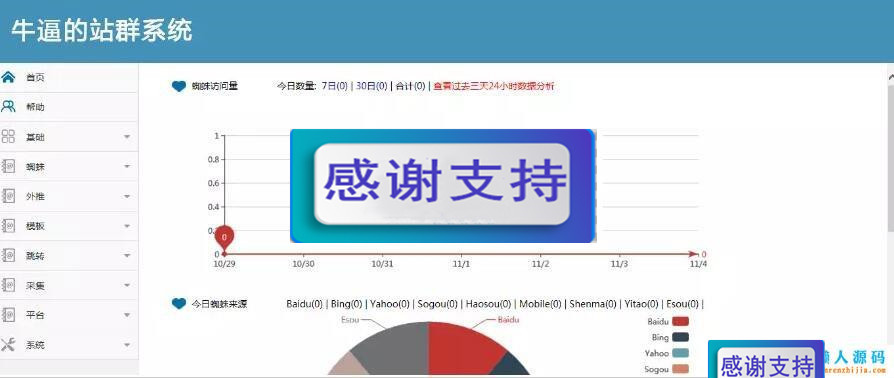 牛逼的站群系统
首页
帮助
基础
蜘蛛
外推
模板
跳转
采集
平台
系统
蜘蛛访问量 今日数量: 7日(0) | 30日(0) | 合计(0) | 查看过去三天24小时数据分析
1
0.8
0.6
0.4
0.2
0
0
0
10/29 10/30 10/31 11/1 11/2 11/3 11/4
感谢支持
今日蜘蛛来源 Baidu(0) | Bing(0) | Yahoo(0) | Sogou(0) | Haosou(0) | Mobile(0) | Shenma(0) | Yitao(0) | Esou(0) |
Esou
Baidu
Baidu
Bing
Yahoo
Sogou
感谢支持
懒人源码